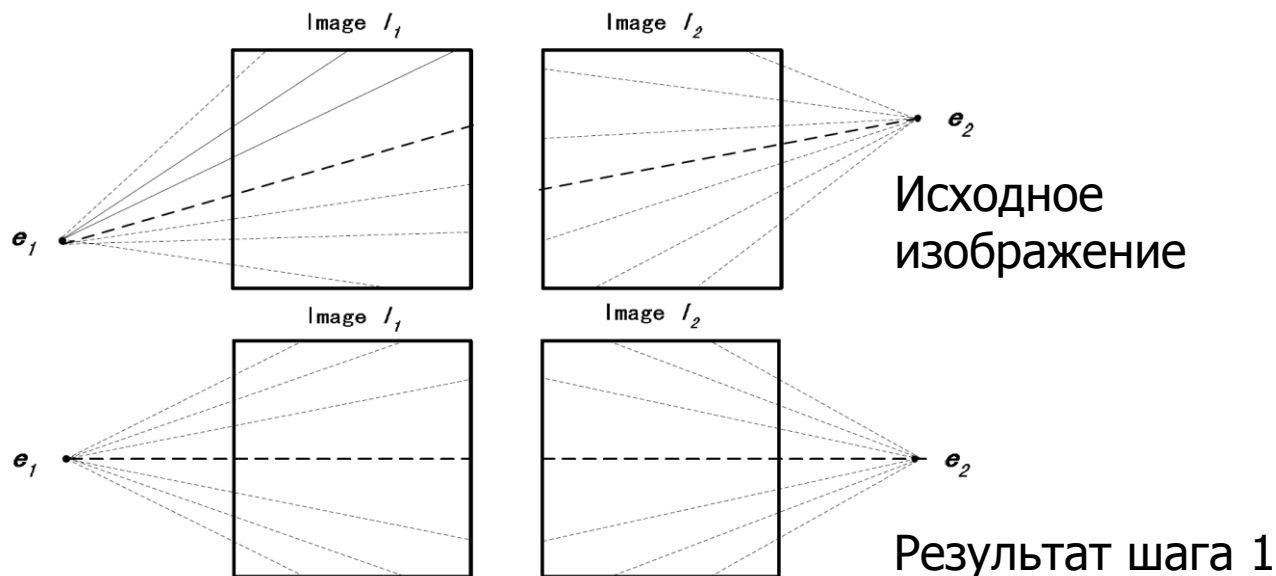 Image I1
Image I2
e1
e2
Исходное
изображение
Image I1
Image I2
e1
e2
Результат шага 1